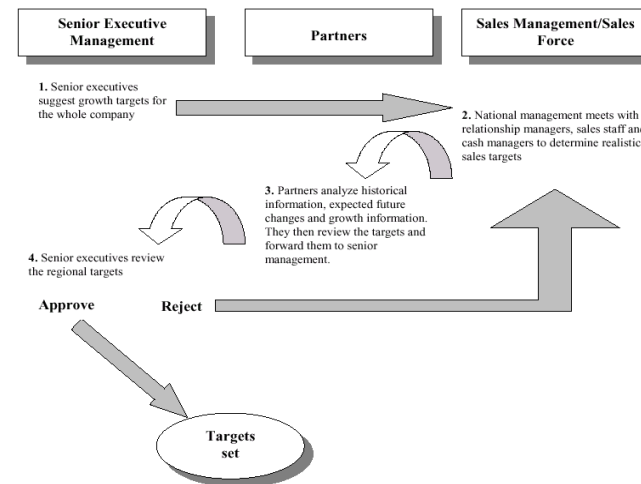 Senior Executive
Management
Partners
Sales Management/Sales
Force
1. Senior executives
suggest growth targets for
the whole company
2. National management meets with
relationship managers, sales staff and
cash managers to determine realistic
sales targets
3. Partners analyze historical
information, expected future
changes and growth information.
They then review the targets and
forward them to senior
management.
4. Senior executives review
the regional targets
Approve
Reject
Targets
set